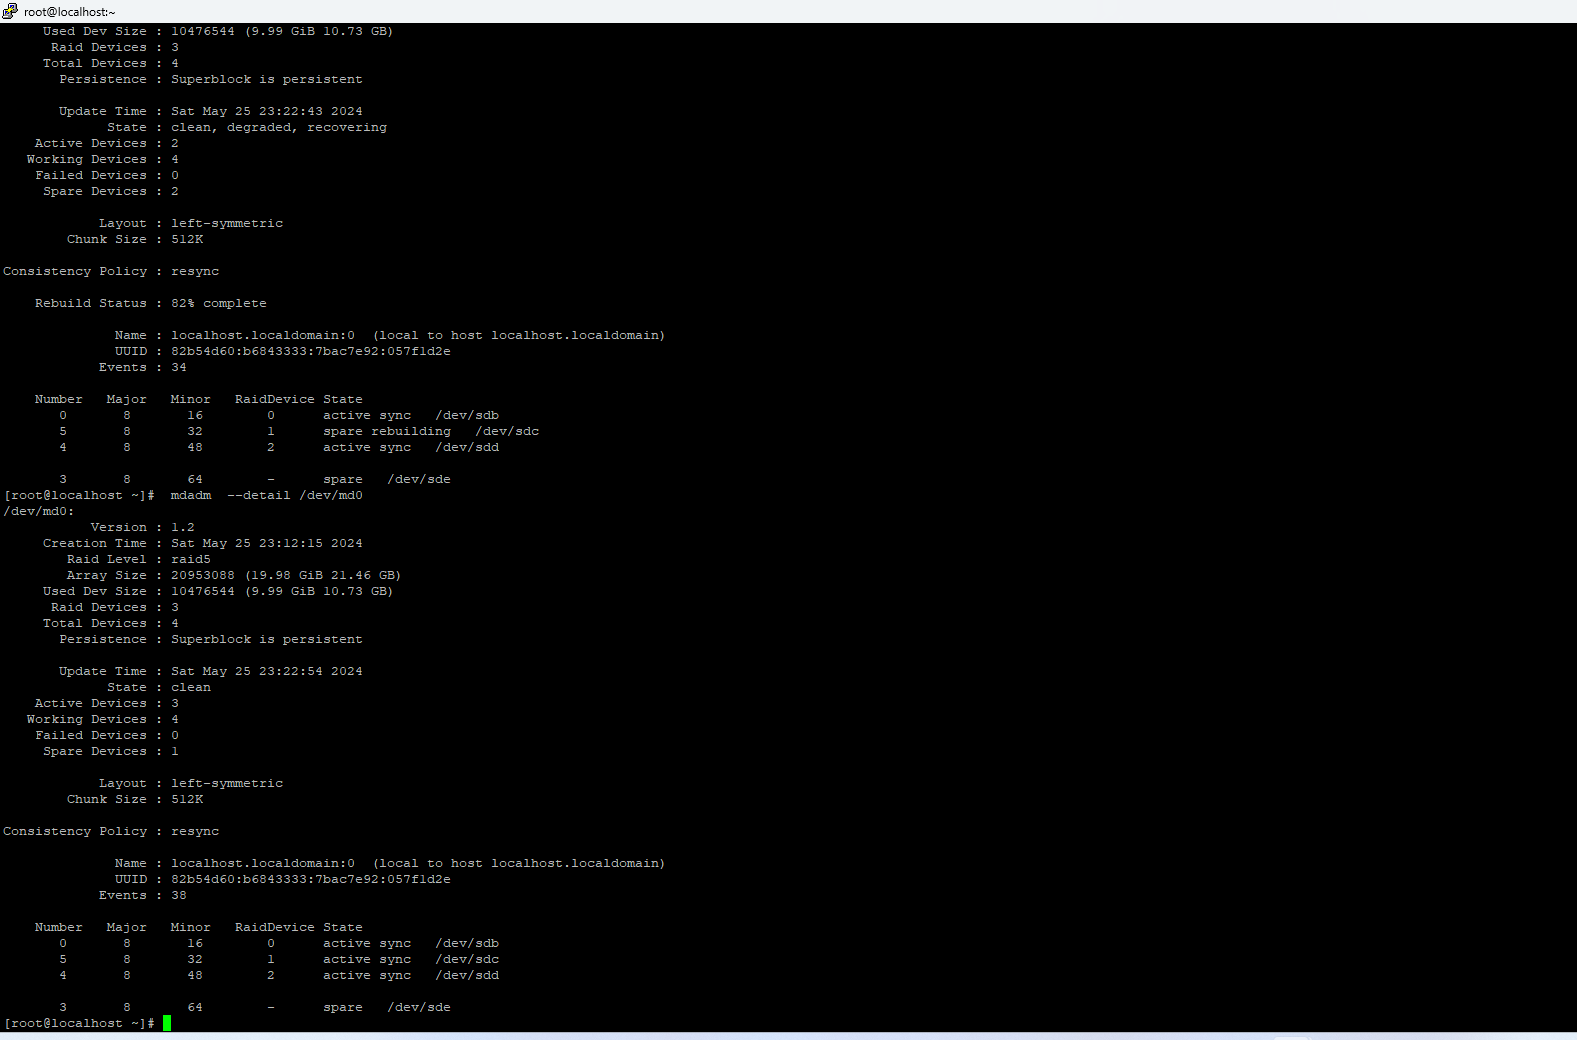 root@localhost:~
Used Dev Size : 10476544 (9.99 GiB 10.73 GB)
Raid Devices : 3
Total Devices : 4
Persistence : Superblock is persistent
Update Time : Sat May 25 23:22:43 2024
State : clean, degraded, recovering
Active Devices : 2
Working Devices : 4
Failed Devices : 0
Spare Devices : 2
Layout : left-symmetric
Chunk Size : 512K
Consistency Policy : resync
Rebuild Status : 82% complete
Name : localhost.localdomain:0  (local to host localhost.localdomain)
UUID : 82b54d60:b6843333:7bac7e92:057f1d2e
Events : 34
Number   Major   Minor   RaidDevice State
0       8       16        0      active sync   /dev/sdb
5       8       32        1      spare rebuilding   /dev/sdc
4       8       48        2      active sync   /dev/sdd
3       8       64        -      spare   /dev/sde
[root@localhost ~]#  mdadm  --detail /dev/md0
/dev/md0:
Version : 1.2
Creation Time : Sat May 25 23:12:15 2024
Raid Level : raid5
Array Size : 20953088 (19.98 GiB 21.46 GB)
Used Dev Size : 10476544 (9.99 GiB 10.73 GB)
Raid Devices : 3
Total Devices : 4
Persistence : Superblock is persistent
Update Time : Sat May 25 23:22:54 2024
State : clean
Active Devices : 3
Working Devices : 4
Failed Devices : 0
Spare Devices : 1
Layout : left-symmetric
Chunk Size : 512K
Consistency Policy : resync
Name : localhost.localdomain:0  (local to host localhost.localdomain)
UUID : 82b54d60:b6843333:7bac7e92:057f1d2e
Events : 38
Number   Major   Minor   RaidDevice State
0       8       16        0      active sync   /dev/sdb
5       8       32        1      active sync   /dev/sdc
4       8       48        2      active sync   /dev/sdd
3       8       64        -      spare   /dev/sde
[root@localhost ~]#